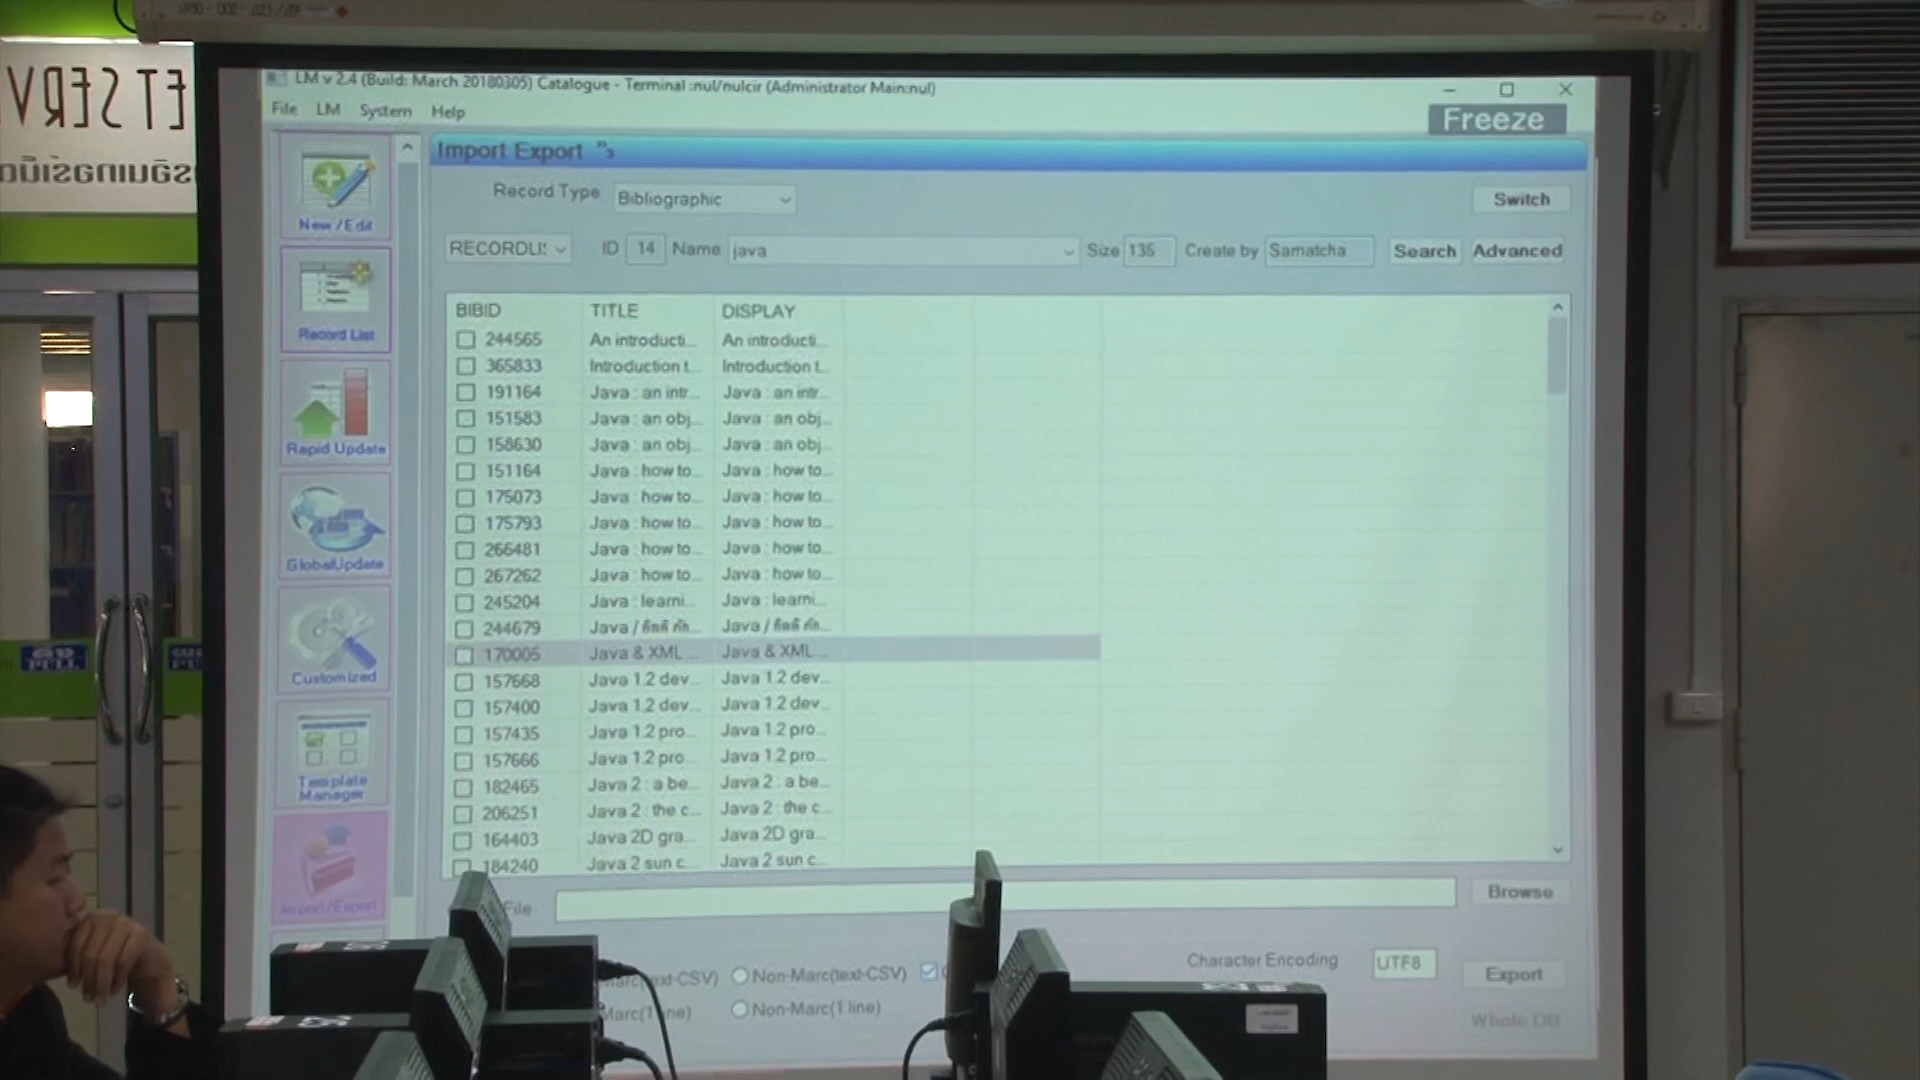 LM v 2.4 (Build: March 20180305) Catalogue - Terminal :nul/nulcir (Administrator Main:nul)
File LM System Help
Freeze
Import Export
Record Type Bibliographic Switch
RECORDLI: ID 14 Name java Size 135 Create by Samatcha Search Advanced
New /Edit
Record List
Rapid Update
GlobalUpdate
Customized
Template
Manager
Import/Export
BIBID TITLE DISPLAY
244565 An introducti... An introducti...
365833 Introduction t... Introduction t...
191164 Java : an intr... Java : an intr...
151583 Java : an obj... Java : an obj...
158630 Java : an obj... Java : an obj...
151164 Java : how to... Java : how to...
175073 Java : how to... Java : how to...
175793 Java : how to... Java : how to...
266481 Java : how to... Java : how to...
267262 Java : how to... Java : how to...
245204 Java : learni... Java : learni...
244679 Java / Java /
170005 Java & XML ... Java & XML ...
157668 Java 1.2 dev... Java 1.2 dev...
157400 Java 1.2 dev... Java 1.2 dev...
157435 Java 1.2 pro... Java 1.2 pro...
157666 Java 1.2 pro... Java 1.2 pro...
182465 Java 2 : a be... Java 2 : a be...
206251 Java 2 : the c... Java 2 : the c...
164403 Java 2D gra... Java 2D gra...
184240 Java 2 sun c... Java 2 sun c...
File Browse
Non-Marc(text-CSV) Character Encoding UTF8 Export
Marc(1 line) Non-Marc(1 line) Whole DB
PULL